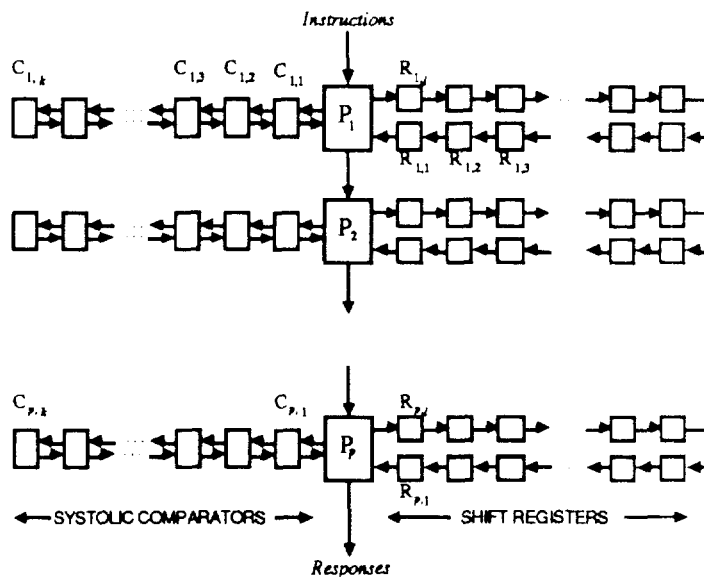 Instructions
C1,k C1,3 C1,2 C1,1 R1,l
P1
R1,1 R1,2 R1,3
P2
Cp,k Cp,1 Rp,l
Pp
Rp,1
SYSTOLIC COMPARATORS SHIFT REGISTERS
Responses